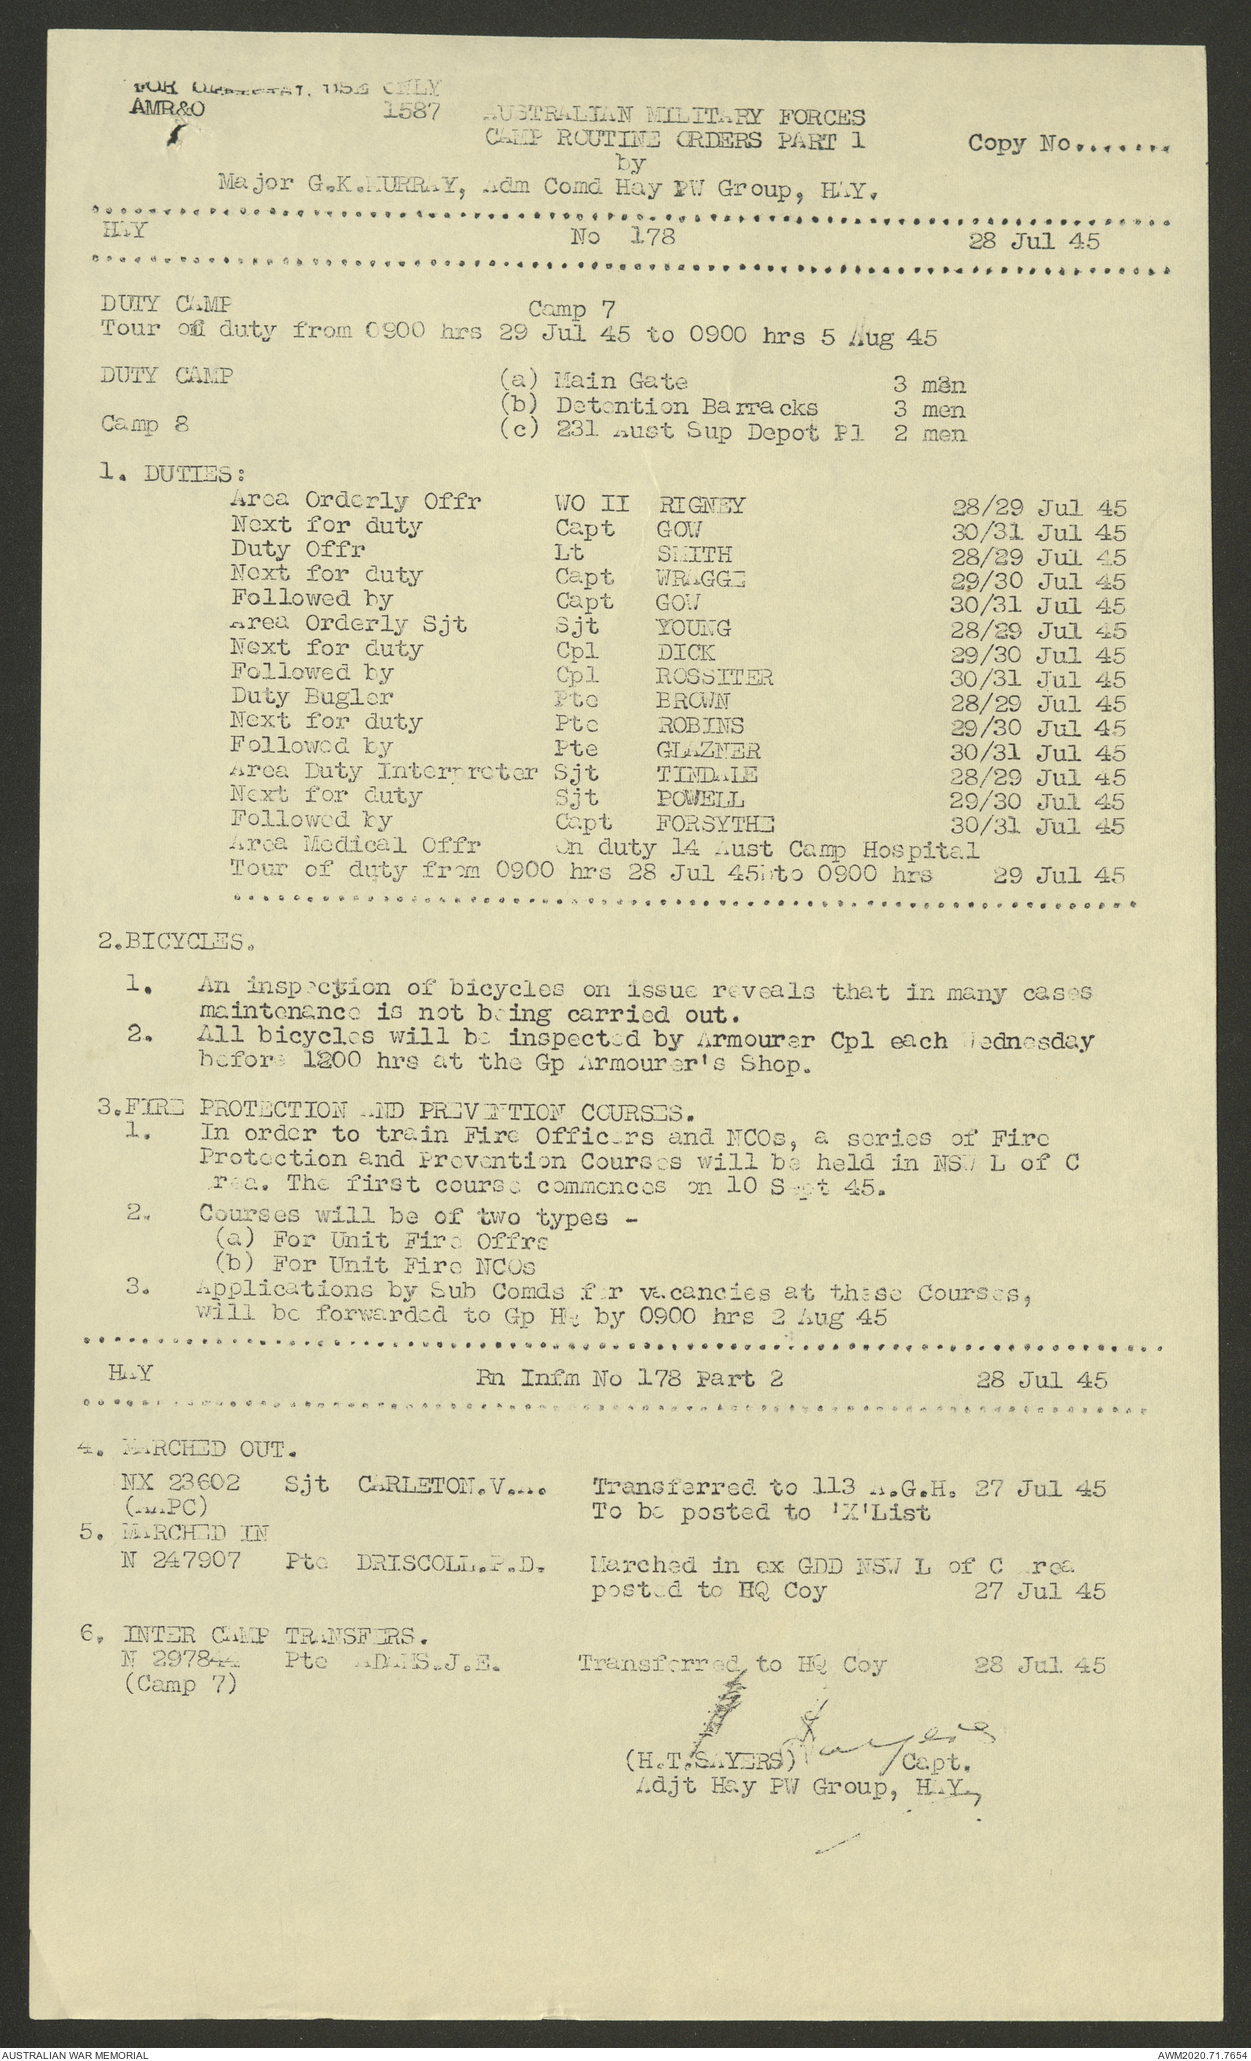 FOR OFFICIAL USE ONLY
AMR&O 1587 AUSTRALIAN MILITARY FORCES
CAMP ROUTINE ORDERS PART 1 Copy No.......
by
Major G.K.MURRAY, Adm Comd Hay PW Group, HAY.
HAY No 178 28 Jul 45
DUTY CAMP Camp 7
Tour of duty from 0900 hrs 29 Jul 45 to 0900 hrs 5 Aug 45
DUTY CAMP (a) Main Gate 3 men
(b) Detention Barracks 3 men
Camp 8 (c) 231 Aust Sup Depot Pl 2 men
1. DUTIES:
Area Orderly Offr WO II RIGNEY 28/29 Jul 45
Next for duty Capt GOW 30/31 Jul 45
Duty Offr Lt SMITH 28/29 Jul 45
Next for duty Capt WRAGGE 29/30 Jul 45
Followed by Capt GOW 30/31 Jul 45
Area Orderly Sjt Sjt YOUNG 28/29 Jul 45
Next for duty Cpl DICK 29/30 Jul 45
Followed by Cpl ROSSITER 30/31 Jul 45
Duty Bugler Pte BROWN 28/29 Jul 45
Next for duty Pte ROBINS 29/30 Jul 45
Followed by Pte GLAZNER 30/31 Jul 45
Area Duty Interpreter Sjt TINDALE 28/29 Jul 45
Next for duty Sjt POWELL 29/30 Jul 45
Followed by Capt FORSYTHE 30/31 Jul 45
Area Medical Offr On duty 14 Aust Camp Hospital
Tour of duty from 0900 hrs 28 Jul 45 to 0900 hrs 29 Jul 45
2.BICYCLES.
1. An inspection of bicycles on issue reveals that in many cases
maintenance is not being carried out.
2. All bicycles will be inspected by Armourer Cpl each Wednesday
before 1200 hrs at the Gp Armourer's Shop.
3.FIRE PROTECTION AND PREVENTION COURSES.
1. In order to train Fire Officers and NCOs, a series of Fire
Protection and Prevention Courses will be held in NSW L of C
Area. The first course commences on 10 Sept 45.
2. Courses will be of two types -
(a) For Unit Fire Offrs
(b) For Unit Fire NCOs
3. Applications by Sub Comds for vacancies at these Courses,
will be forwarded to Gp Hq by 0900 hrs 2 Aug 45
HAY Rn Infm No 178 Part 2 28 Jul 45
4. MARCHED OUT.
NX 23602 Sjt CARLETON.V.A. Transferred to 113 A.G.H. 27 Jul 45
(AAPC) To be posted to 'X'List
5. MARCHED IN
N 247907 Pte DRISCOLL.P.D. Marched in ex GDD NSW L of C Area
posted to HQ Coy 27 Jul 45
6. INTER CAMP TRANSFERS.
N 297844 Pte ADAMS.J.E. Transferred to HQ Coy 28 Jul 45
(Camp 7)
(H.T.SAYERS) Capt.
Adjt Hay PW Group, HAY.
AUSTRALIAN WAR MEMORIAL AWM2020.71.7654